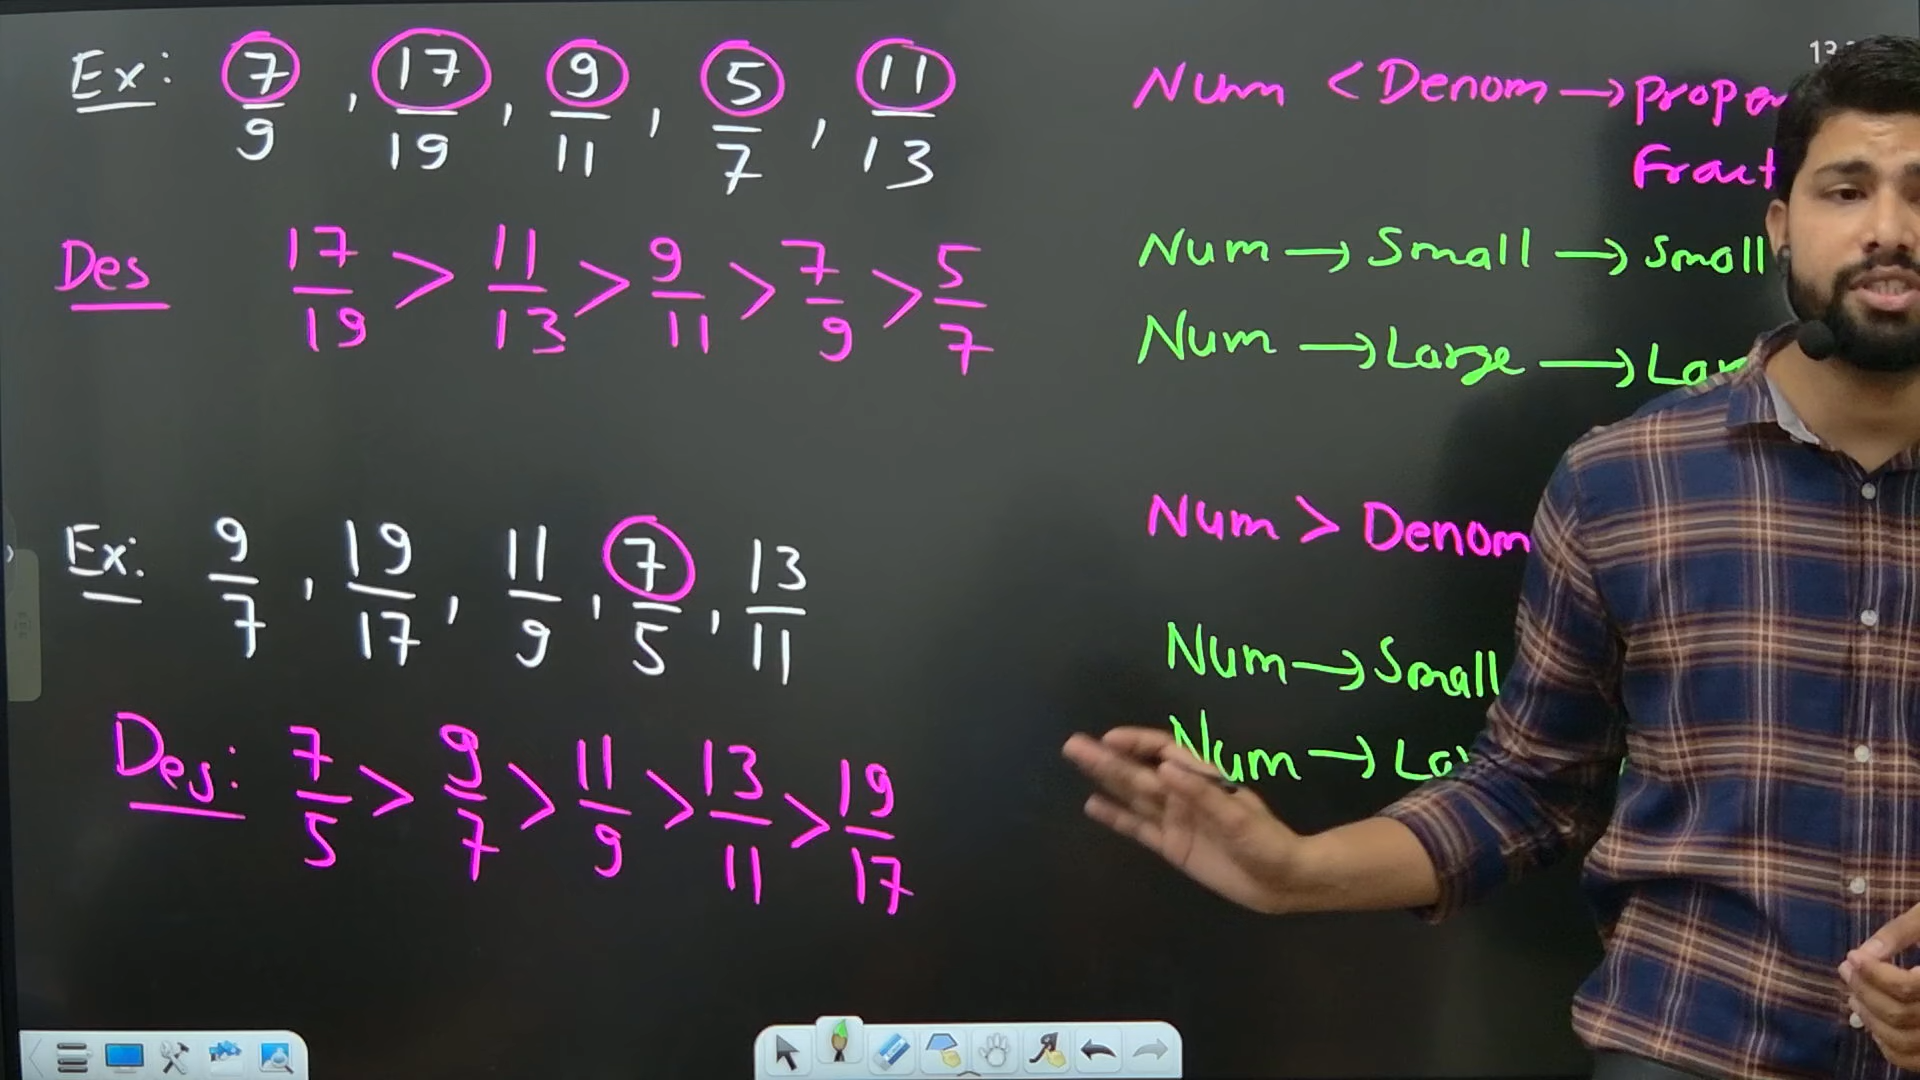 Ex: 7/9 , 17/19 , 9/11 , 5/7 , 11/13
Des 17/19 > 11/13 > 9/11 > 7/9 > 5/7
Ex: 9/7 , 19/17 , 11/9 , 7/5 , 13/11
Des: 7/5 > 9/7 > 11/9 > 13/11 > 19/17
Num < Denom → proper
Fract
Num → Small → Small
Num → Large → Lar
Num > Denom
Num → Small
Num → La